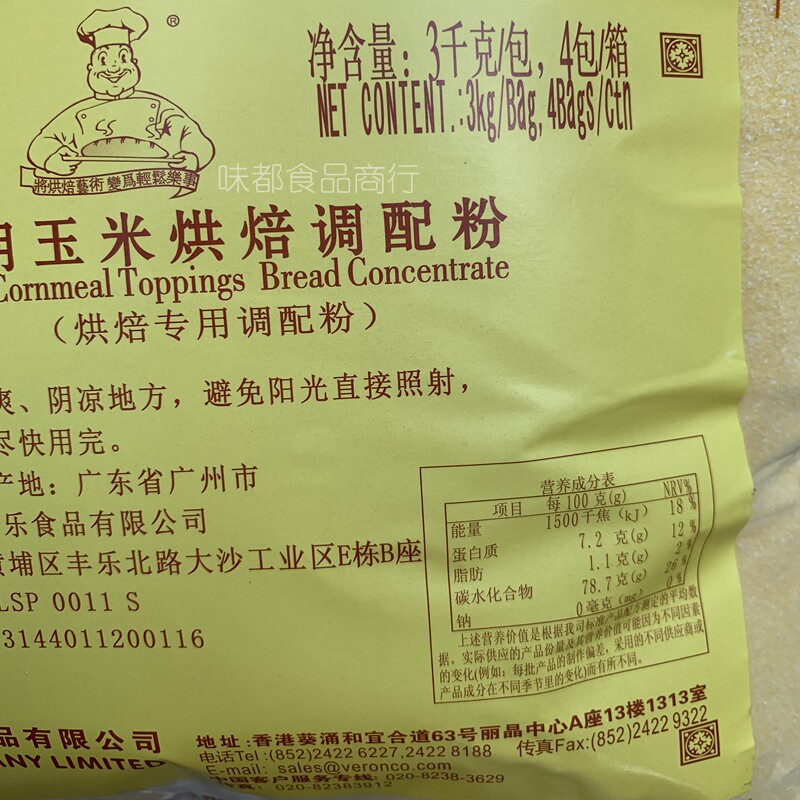 ®
净含量：3千克/包，4包/箱
NET CONTENT.:3kg/Bag,4Bags/Ctn
將烘焙藝術 變爲輕鬆樂事
味都食品商行
用玉米烘焙调配粉
Cornmeal Toppings Bread Concentrate
（烘焙专用调配粉）
爽、阴凉地方，避免阳光直接照射，
尽快用完。
产地：广东省广州市
乐食品有限公司
黄埔区丰乐北路大沙工业区E栋B座
LSP 0011 S
3144011200116
营养成分表
项目 每100克(g) NRV%
能量 1500千焦(kJ) 18%
蛋白质 7.2 克(g) 12%
脂肪 1.1克(g) 2%
碳水化合物 78.7克(g) 26%
钠 0毫克(mg) 0%
上述营养价值是根据我司标准产品配方测定的平均数
据。实际供应的产品份量及其营养价值可能因为不同因素
的变化(例如：每批产品的制作偏差，采用的不同供应商或
产品成分在不同季节里的变化)而有所不同。
品有限公司
ANY LIMITED
地址：香港葵涌和宜合道63号丽晶中心A座13楼1313室
电话Tel:(852)2422 6227,2422 8188 传真Fax:(852)2422 9322
E-mail: sales@veronco.com
中国客户服务专线: 020-8238-3629
020-82383912